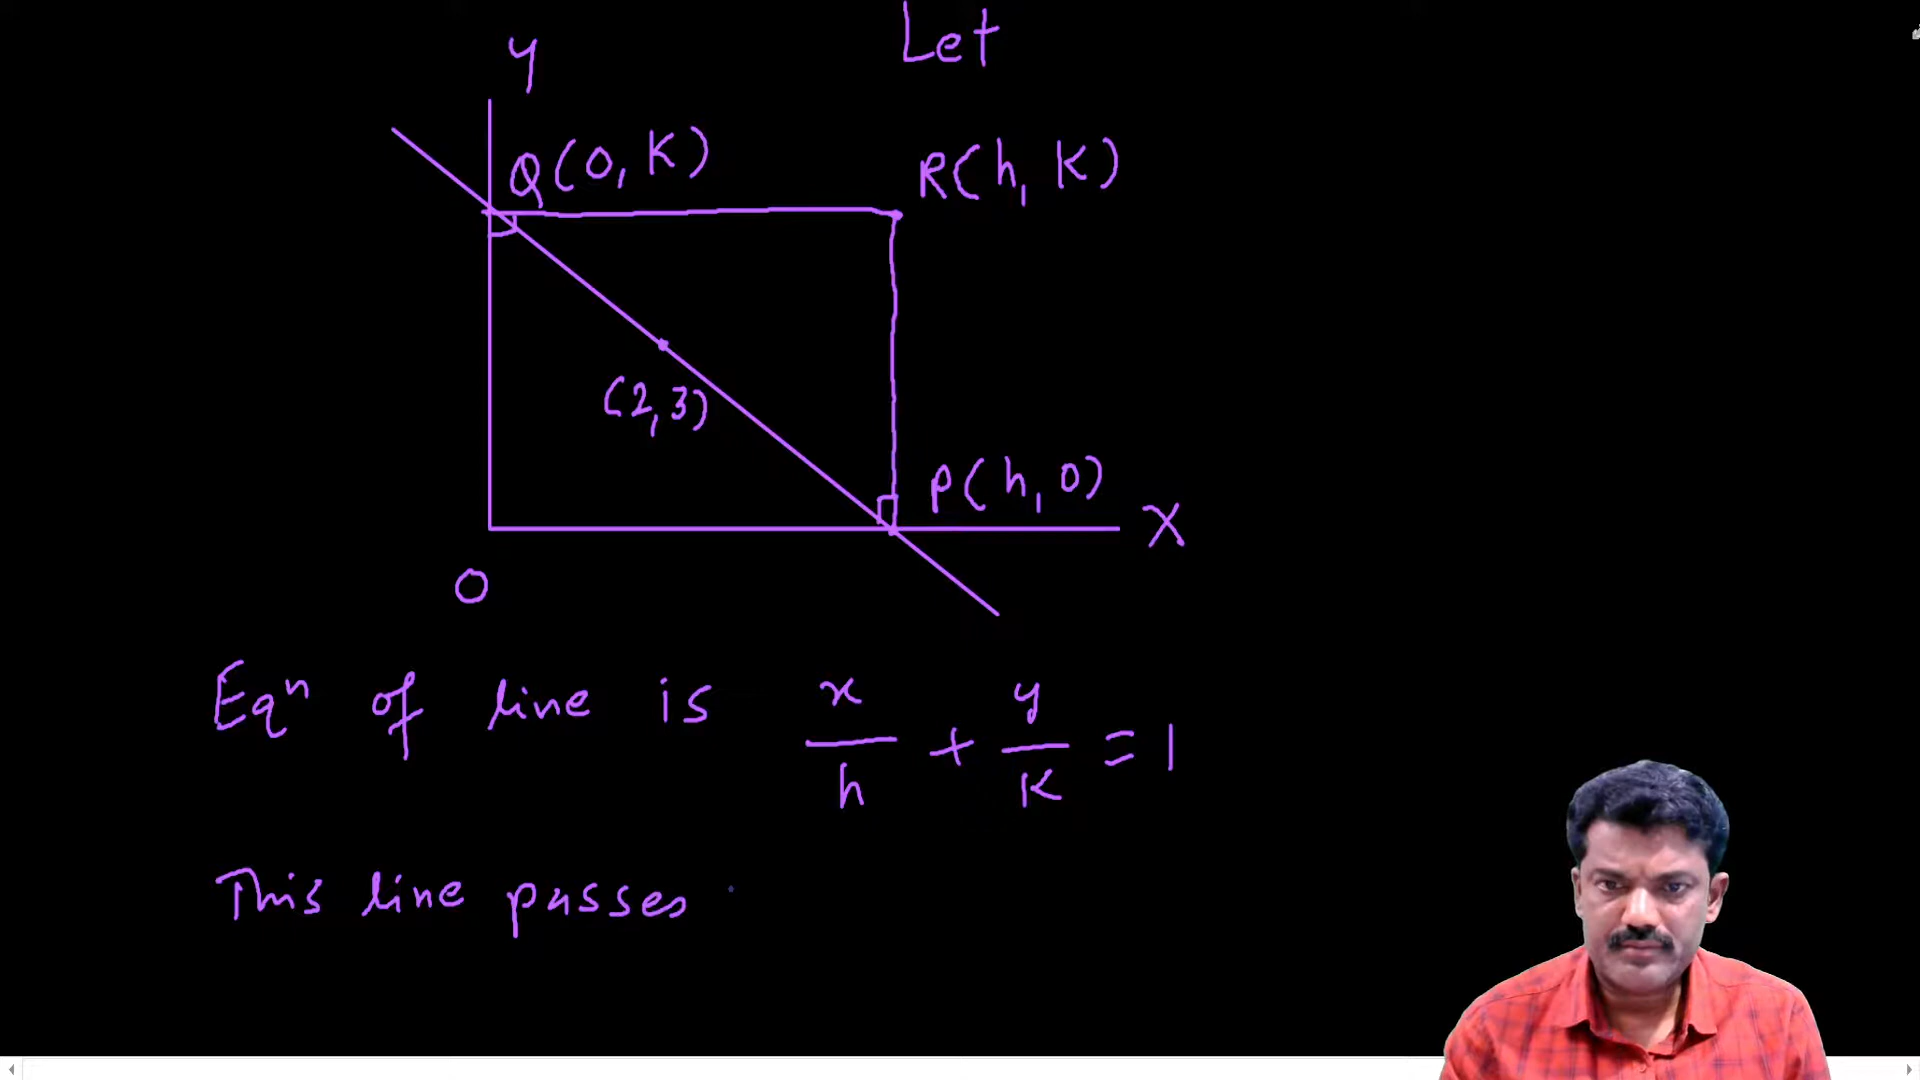 Let
y
Q(0, K)
R(h, K)
(2,3)
P(h, 0)
X
O
Eqⁿ of line is x/h + y/K = 1
This line passes